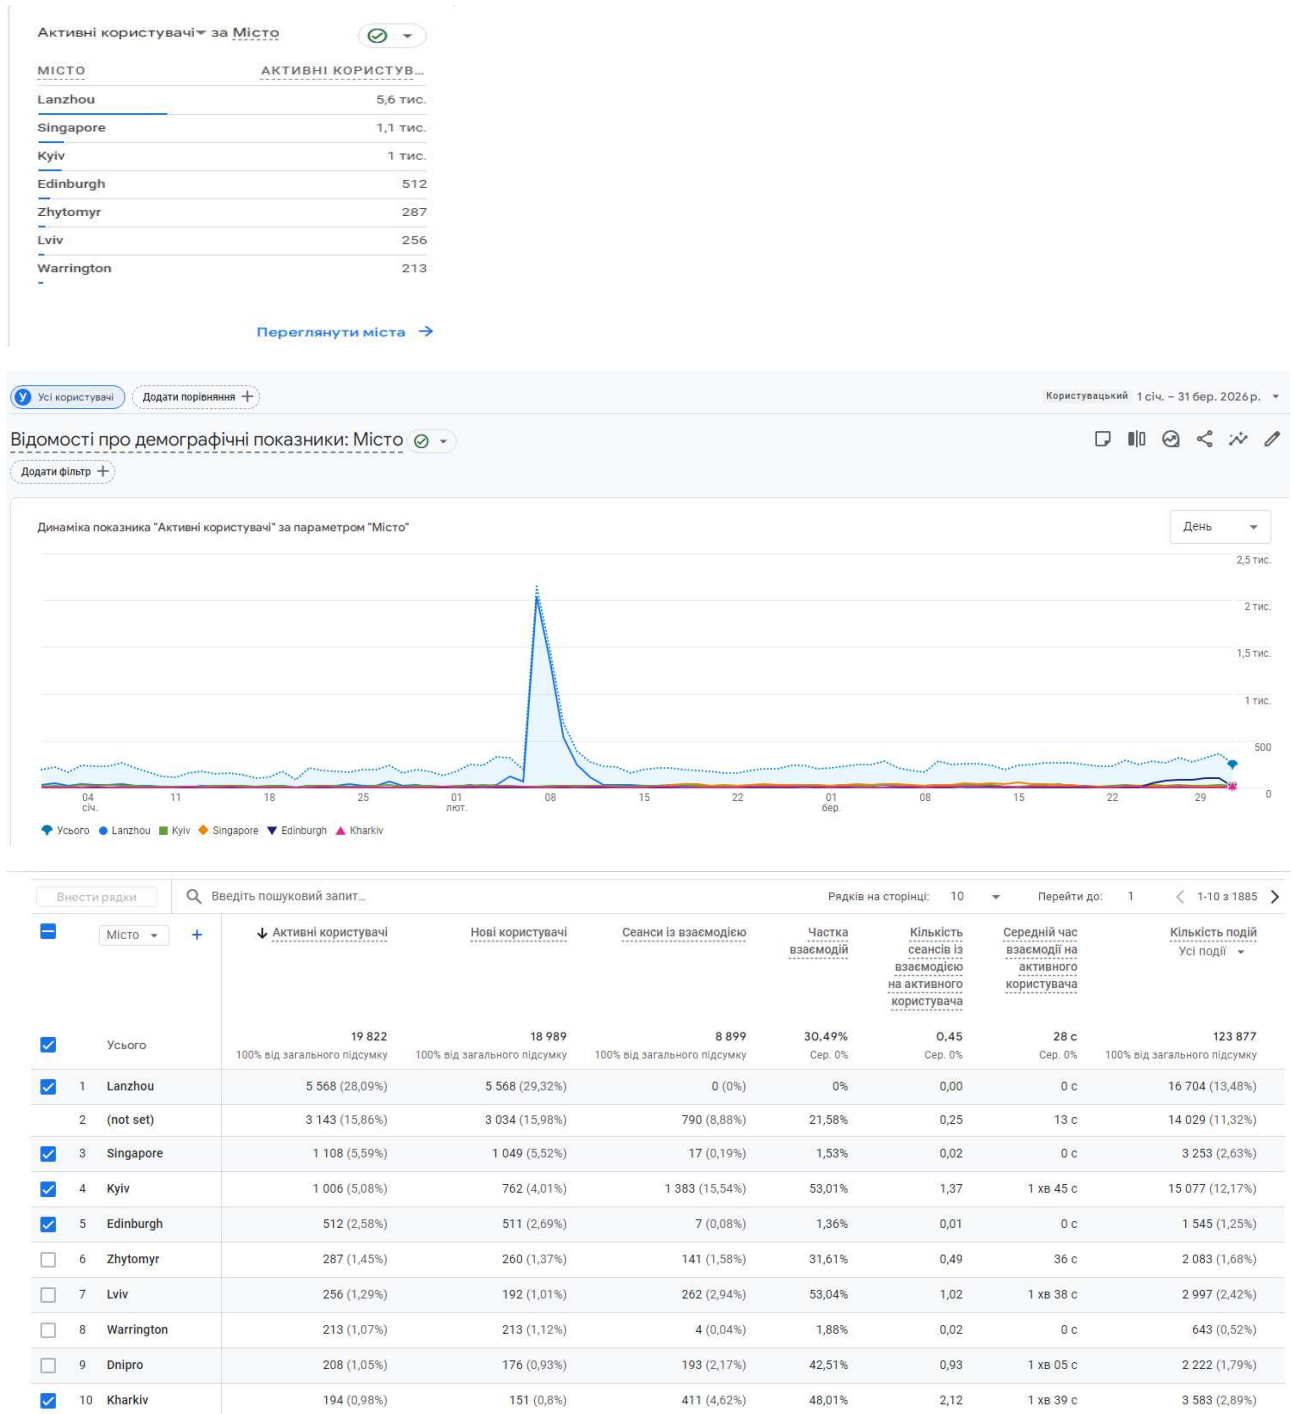 Активні користувачі за Місто
МІСТО АКТИВНІ КОРИСТУВ...
Lanzhou 5,6 тис.
Singapore 1,1 тис.
Kyiv 1 тис.
Edinburgh 512
Zhytomyr 287
Lviv 256
Warrington 213
Переглянути міста →
У Усі користувачі Додати порівняння + Користувацький 1 січ. – 31 бер. 2026 р.
Відомості про демографічні показники: Місто
Додати фільтр +
Динаміка показника "Активні користувачі" за параметром "Місто" День
2,5 тис.
2 тис.
1,5 тис.
1 тис.
500
0
04 11 18 25 01 08 15 22 01 08 15 22 29
січ. лют. бер.
Усього Lanzhou Kyiv Singapore Edinburgh Kharkiv
Внести рядки Введіть пошуковий запит... Рядків на сторінці: 10 Перейти до: 1 < 1-10 з 1885 >
Місто + ↓ Активні користувачі Нові користувачі Сеанси із взаємодією Частка взаємодій Кількість сеансів із взаємодією на активного користувача Середній час взаємодії на активного користувача Кількість подій Усі події
Усього 19 822 18 989 8 899 30,49% 0,45 28 с 123 877
100% від загального підсумку 100% від загального підсумку 100% від загального підсумку Сер. 0% Сер. 0% Сер. 0% 100% від загального підсумку
1 Lanzhou 5 568 (28,09%) 5 568 (29,32%) 0 (0%) 0% 0,00 0 с 16 704 (13,48%)
2 (not set) 3 143 (15,86%) 3 034 (15,98%) 790 (8,88%) 21,58% 0,25 13 с 14 029 (11,32%)
3 Singapore 1 108 (5,59%) 1 049 (5,52%) 17 (0,19%) 1,53% 0,02 0 с 3 253 (2,63%)
4 Kyiv 1 006 (5,08%) 762 (4,01%) 1 383 (15,54%) 53,01% 1,37 1 хв 45 с 15 077 (12,17%)
5 Edinburgh 512 (2,58%) 511 (2,69%) 7 (0,08%) 1,36% 0,01 0 с 1 545 (1,25%)
6 Zhytomyr 287 (1,45%) 260 (1,37%) 141 (1,58%) 31,61% 0,49 36 с 2 083 (1,68%)
7 Lviv 256 (1,29%) 192 (1,01%) 262 (2,94%) 53,04% 1,02 1 хв 38 с 2 997 (2,42%)
8 Warrington 213 (1,07%) 213 (1,12%) 4 (0,04%) 1,88% 0,02 0 с 643 (0,52%)
9 Dnipro 208 (1,05%) 176 (0,93%) 193 (2,17%) 42,51% 0,93 1 хв 05 с 2 222 (1,79%)
10 Kharkiv 194 (0,98%) 151 (0,8%) 411 (4,62%) 48,01% 2,12 1 хв 39 с 3 583 (2,89%)